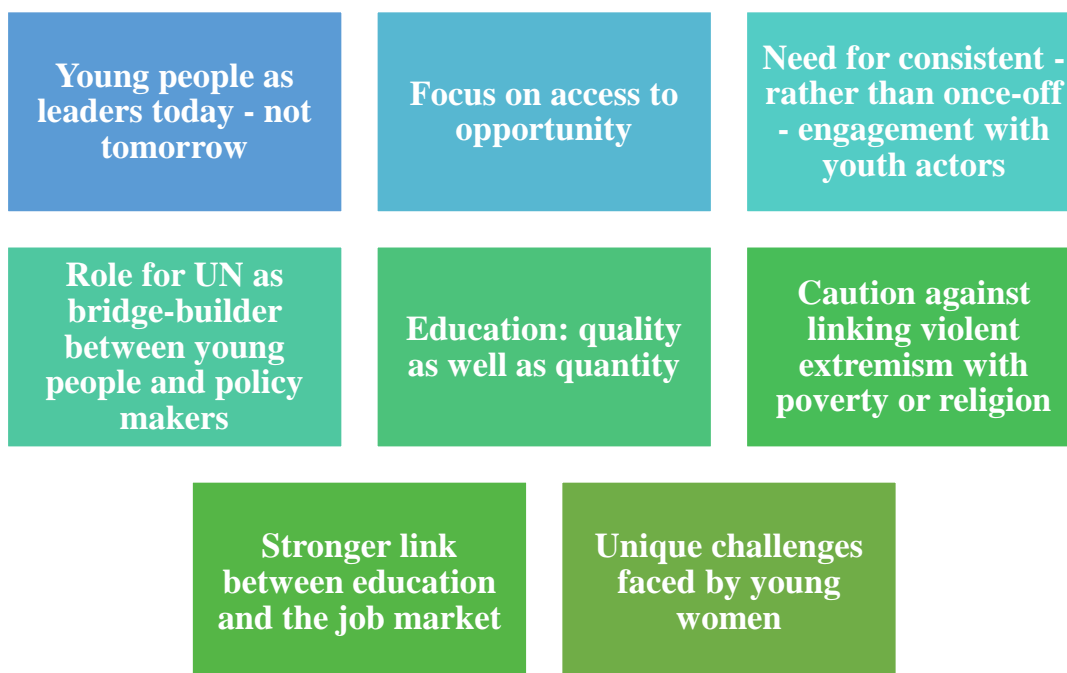 Young people as
leaders today - not
tomorrow
Focus on access to
opportunity
Need for consistent -
rather than once-off
- engagement with
youth actors
Role for UN as
bridge-builder
between young
people and policy
makers
Education: quality
as well as quantity
Caution against
linking violent
extremism with
poverty or religion
Stronger link
between education
and the job market
Unique challenges
faced by young
women